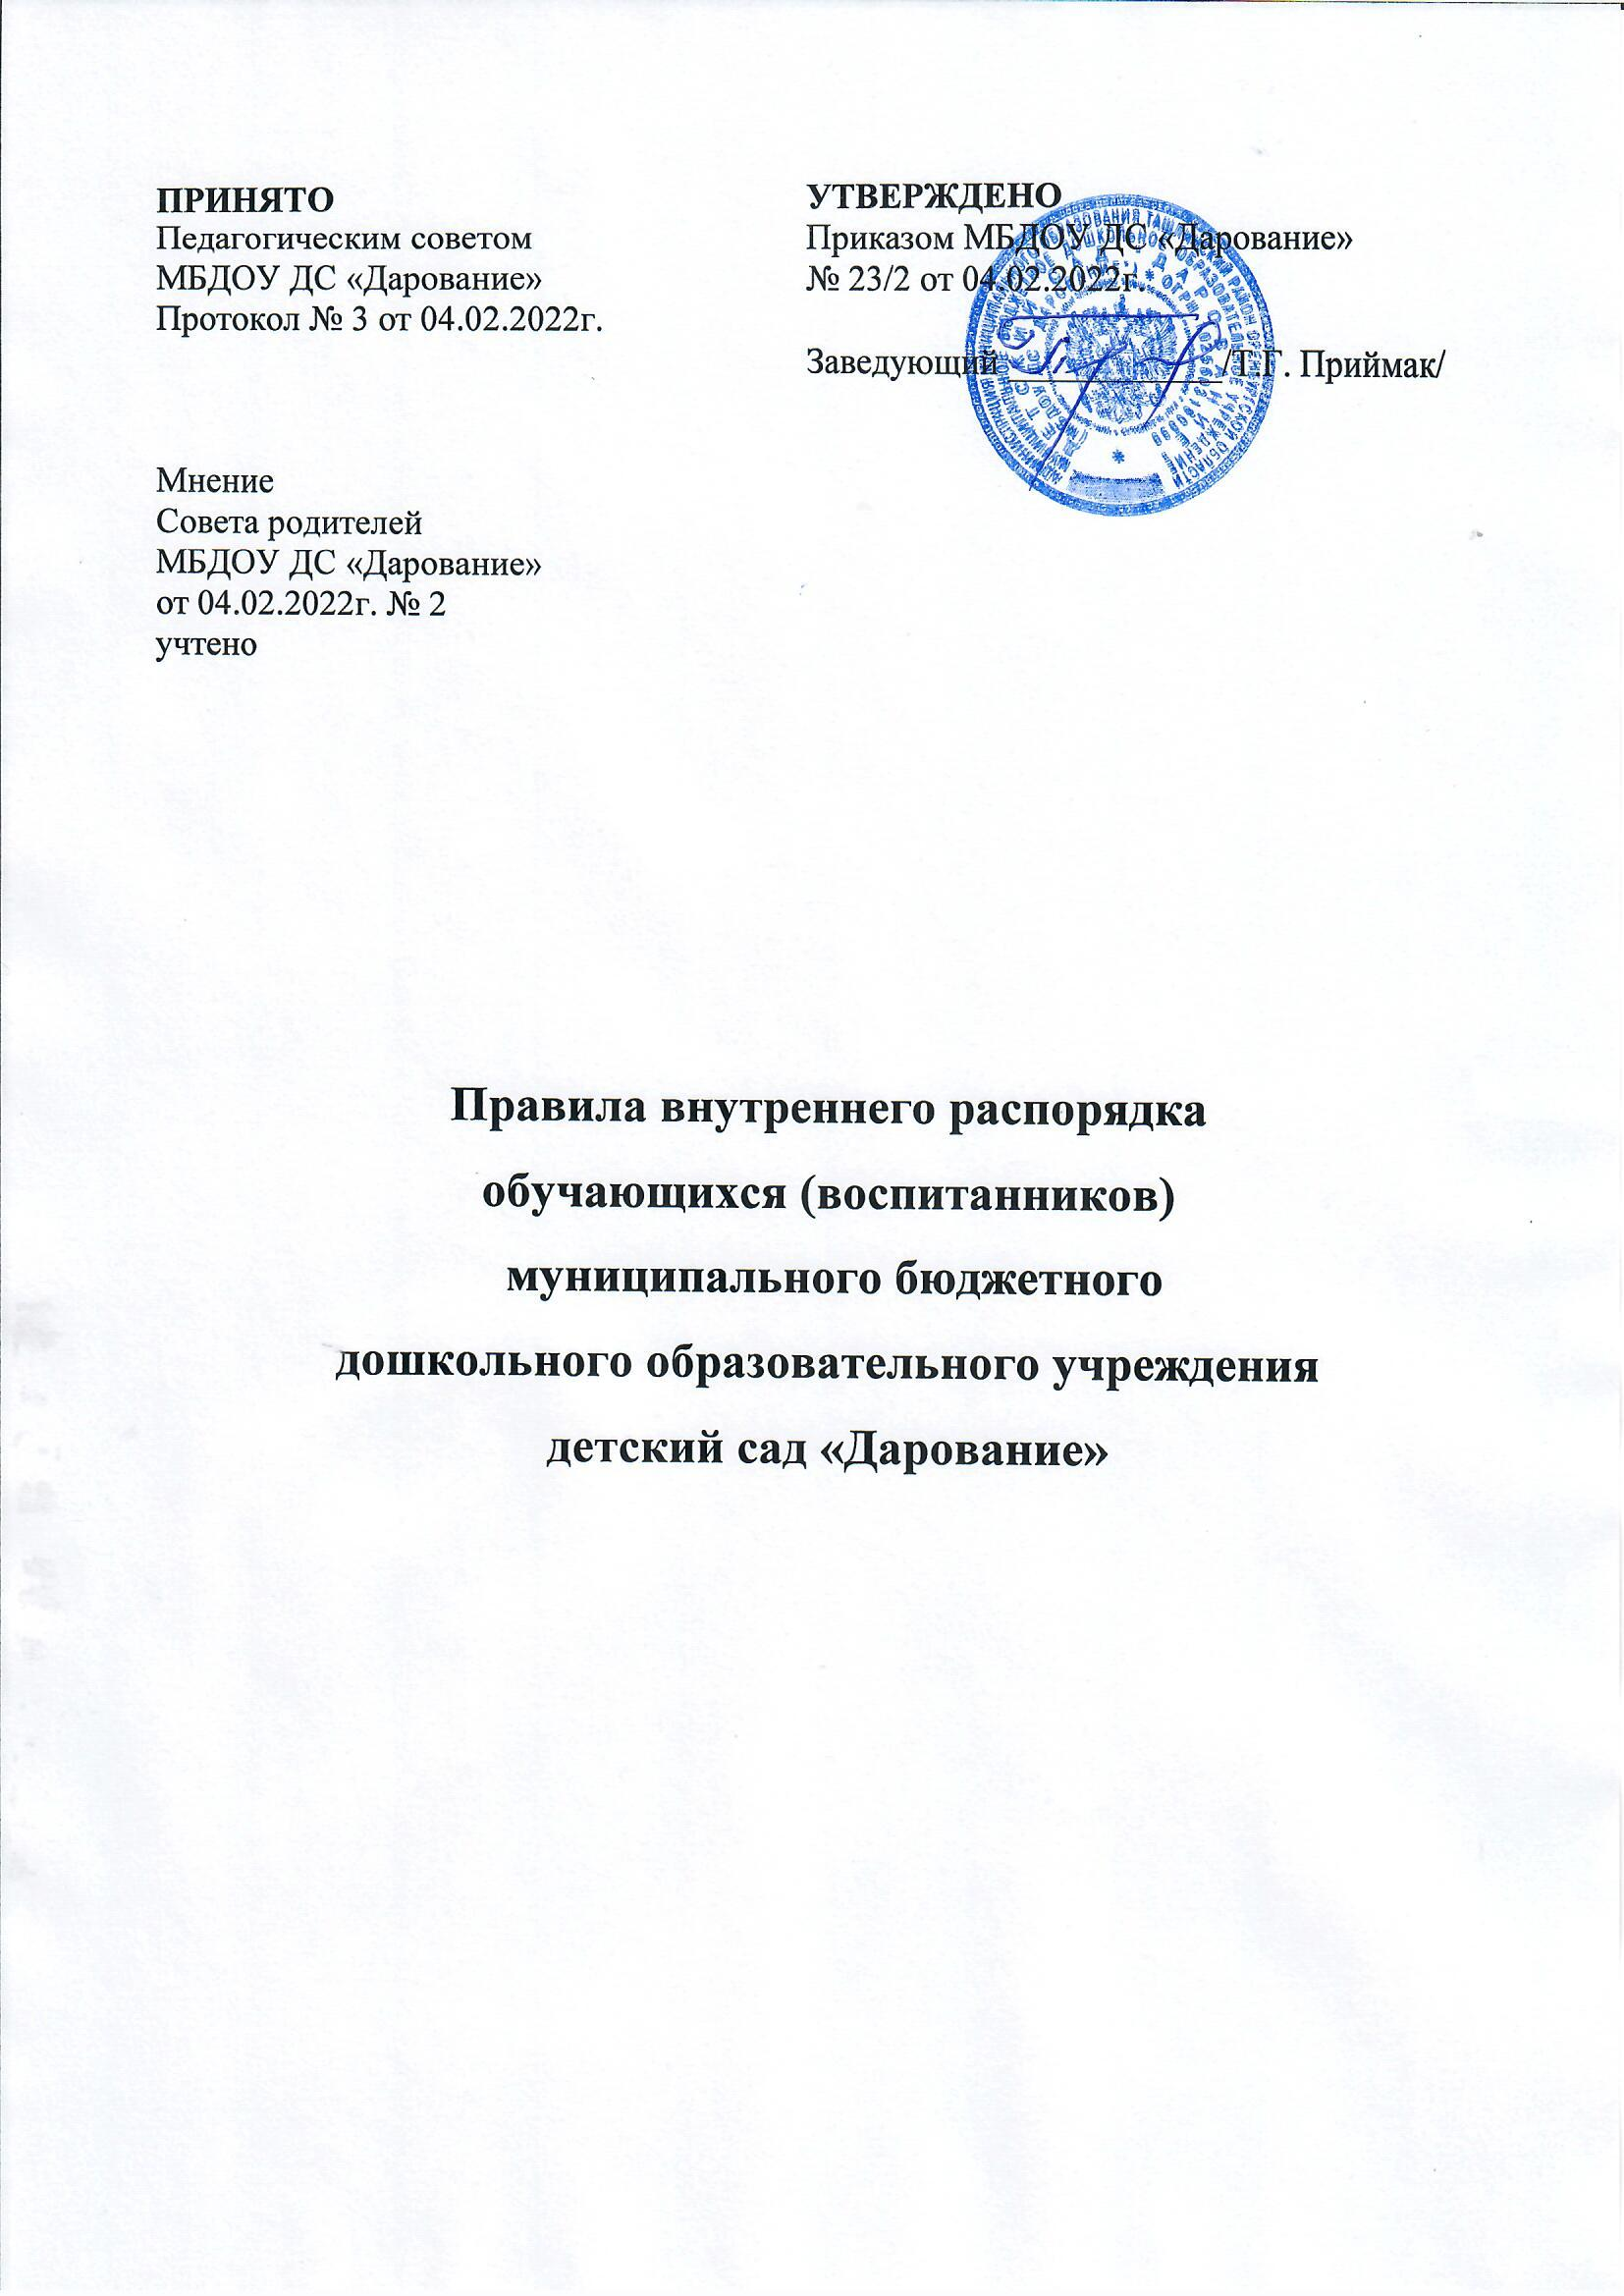 ПРИНЯТО
Педагогическим советом
МБДОУ ДС «Дарование»
Протокол № 3 от 04.02.2022г.
УТВЕРЖДЕНО
Приказом МБДОУ ДС «Дарование»
№ 23/2 от 04.02.2022г.
Заведующий ____________/Т.Г. Приймак/
Мнение
Совета родителей
МБДОУ ДС «Дарование»
от 04.02.2022г. № 2
учтено
Правила внутреннего распорядка
обучающихся (воспитанников)
муниципального бюджетного
дошкольного образовательного учреждения
детский сад «Дарование»